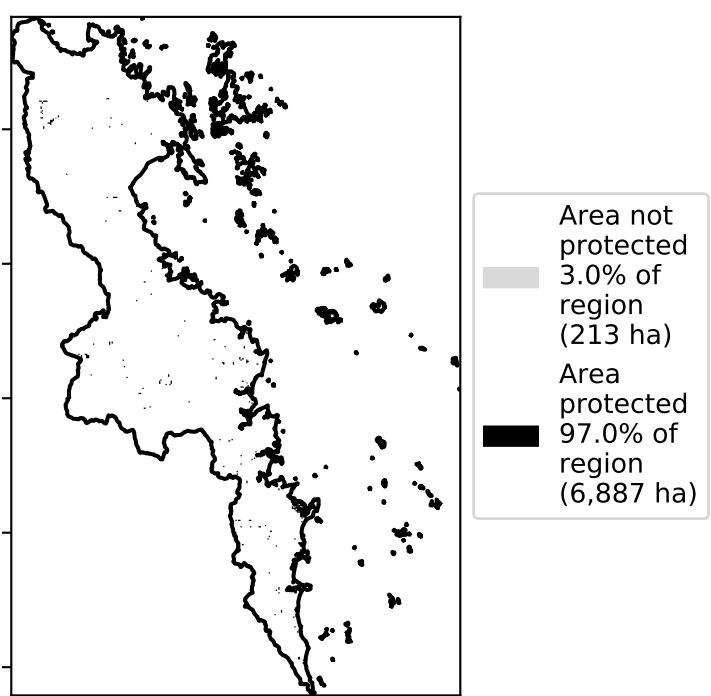 Area not
protected
3.0% of
region
(213 ha)
Area
protected
97.0% of
region
(6,887 ha)